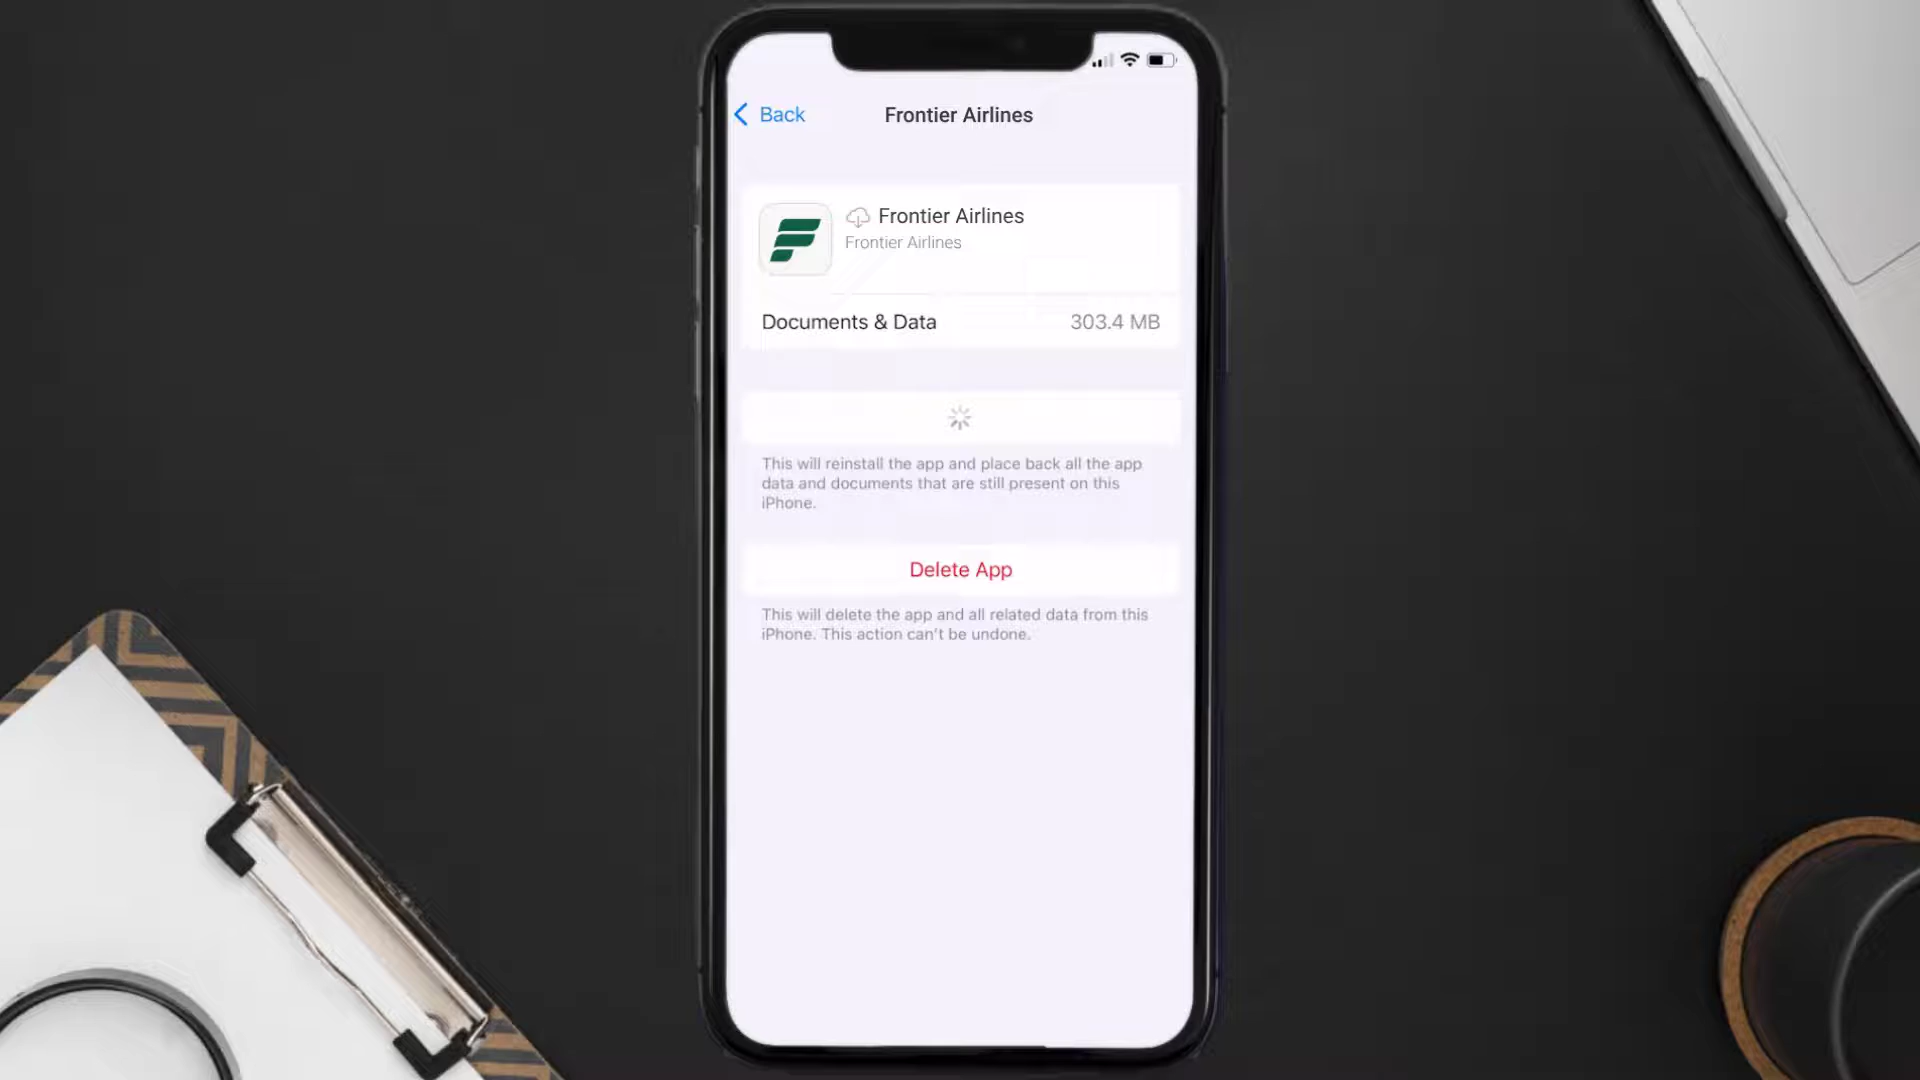 Back
Frontier Airlines
Frontier Airlines
Frontier Airlines
Documents & Data
303.4 MB
This will reinstall the app and place back all the app
data and documents that are still present on this
iPhone.
Delete App
This will delete the app and all related data from this
iPhone. This action can't be undone.